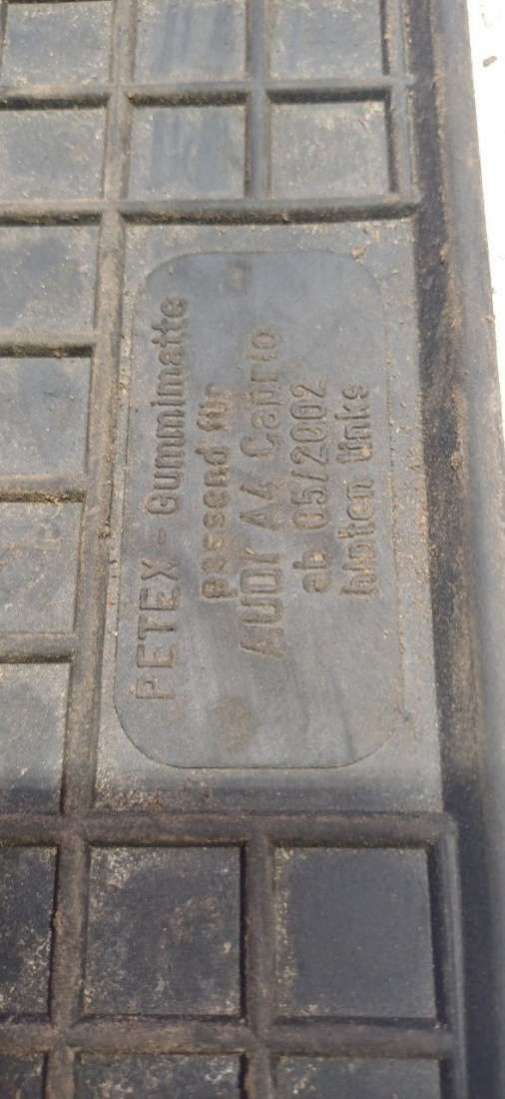 PETEX - Gummimatte
passend für
AUDI A4 Cabrio
ab 05/2002
hinten links